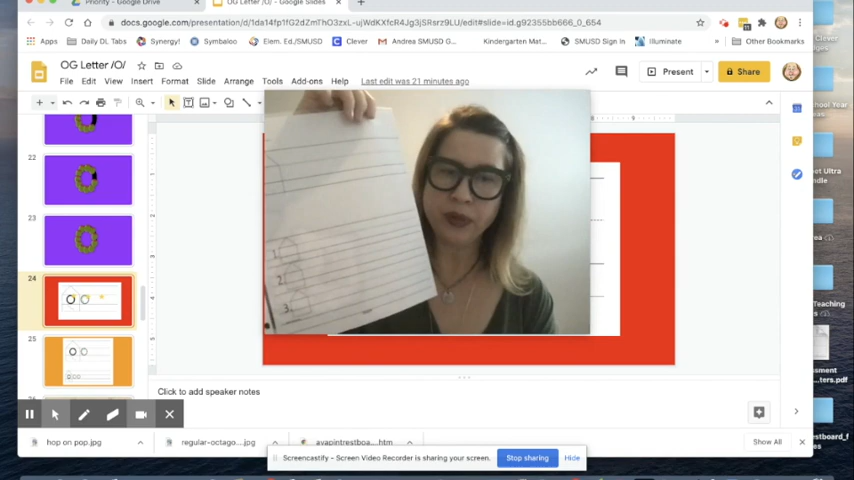 Priority - Google Drive
OG Letter /O/ - Google Slides
docs.google.com/presentation/d/1da14fp1fG2dZmThO3zxL-ujWdKXfcR4Jg3jSRsrz9LU/edit#slide=id.g92355bb666_0_654
Apps
Daily DL Tabs
Synergy!
Symbaloo
Elem. Ed./SMUSD
Clever
Andrea SMUSD G
Kindergarten Mat...
SMUSD Sign In
Illuminate
Other Bookmarks
OG Letter /O/
File Edit View Insert Format Slide Arrange Tools Add-ons Help
Last edit was 21 minutes ago
Present
Share
22
23
24
25
1.
2.
3.
Click to add speaker notes
hop on pop.jpg
regular-octago....jpg
avapintrestboa....htm
Show All
Screencastify - Screen Video Recorder is sharing your screen.
Stop sharing
Hide